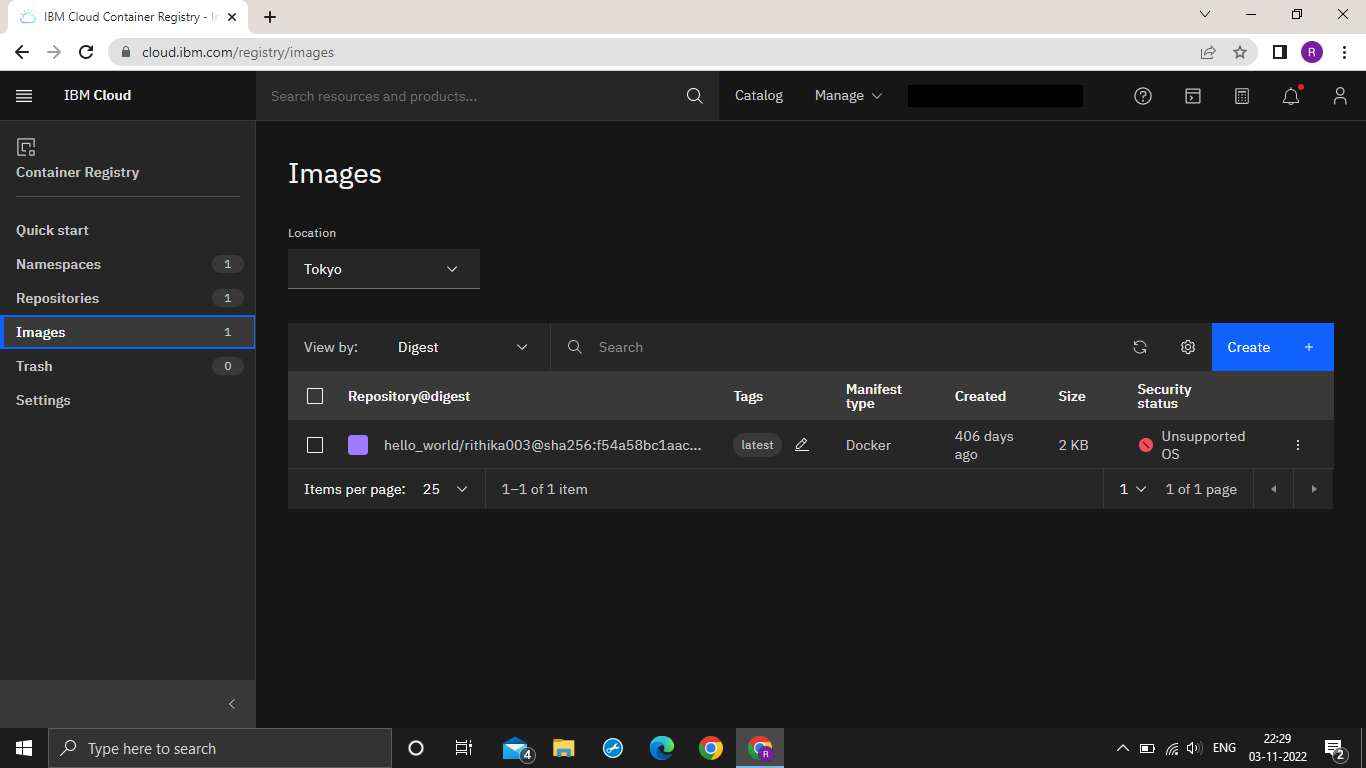 IBM Cloud Container Registry - In
cloud.ibm.com/registry/images
R
IBM Cloud
Search resources and products...
Catalog
Manage
Container Registry
Quick start
Namespaces 1
Repositories 1
Images 1
Trash 0
Settings
Images
Location
Tokyo
View by: Digest
Search
Create +
Repository@digest Tags Manifest type Created Size Security status
hello_world/rithika003@sha256:f54a58bc1aac... latest Docker 406 days ago 2 KB Unsupported OS
Items per page: 25 1–1 of 1 item 1 1 of 1 page
Type here to search
4
R
ENG
22:29
03-11-2022
2